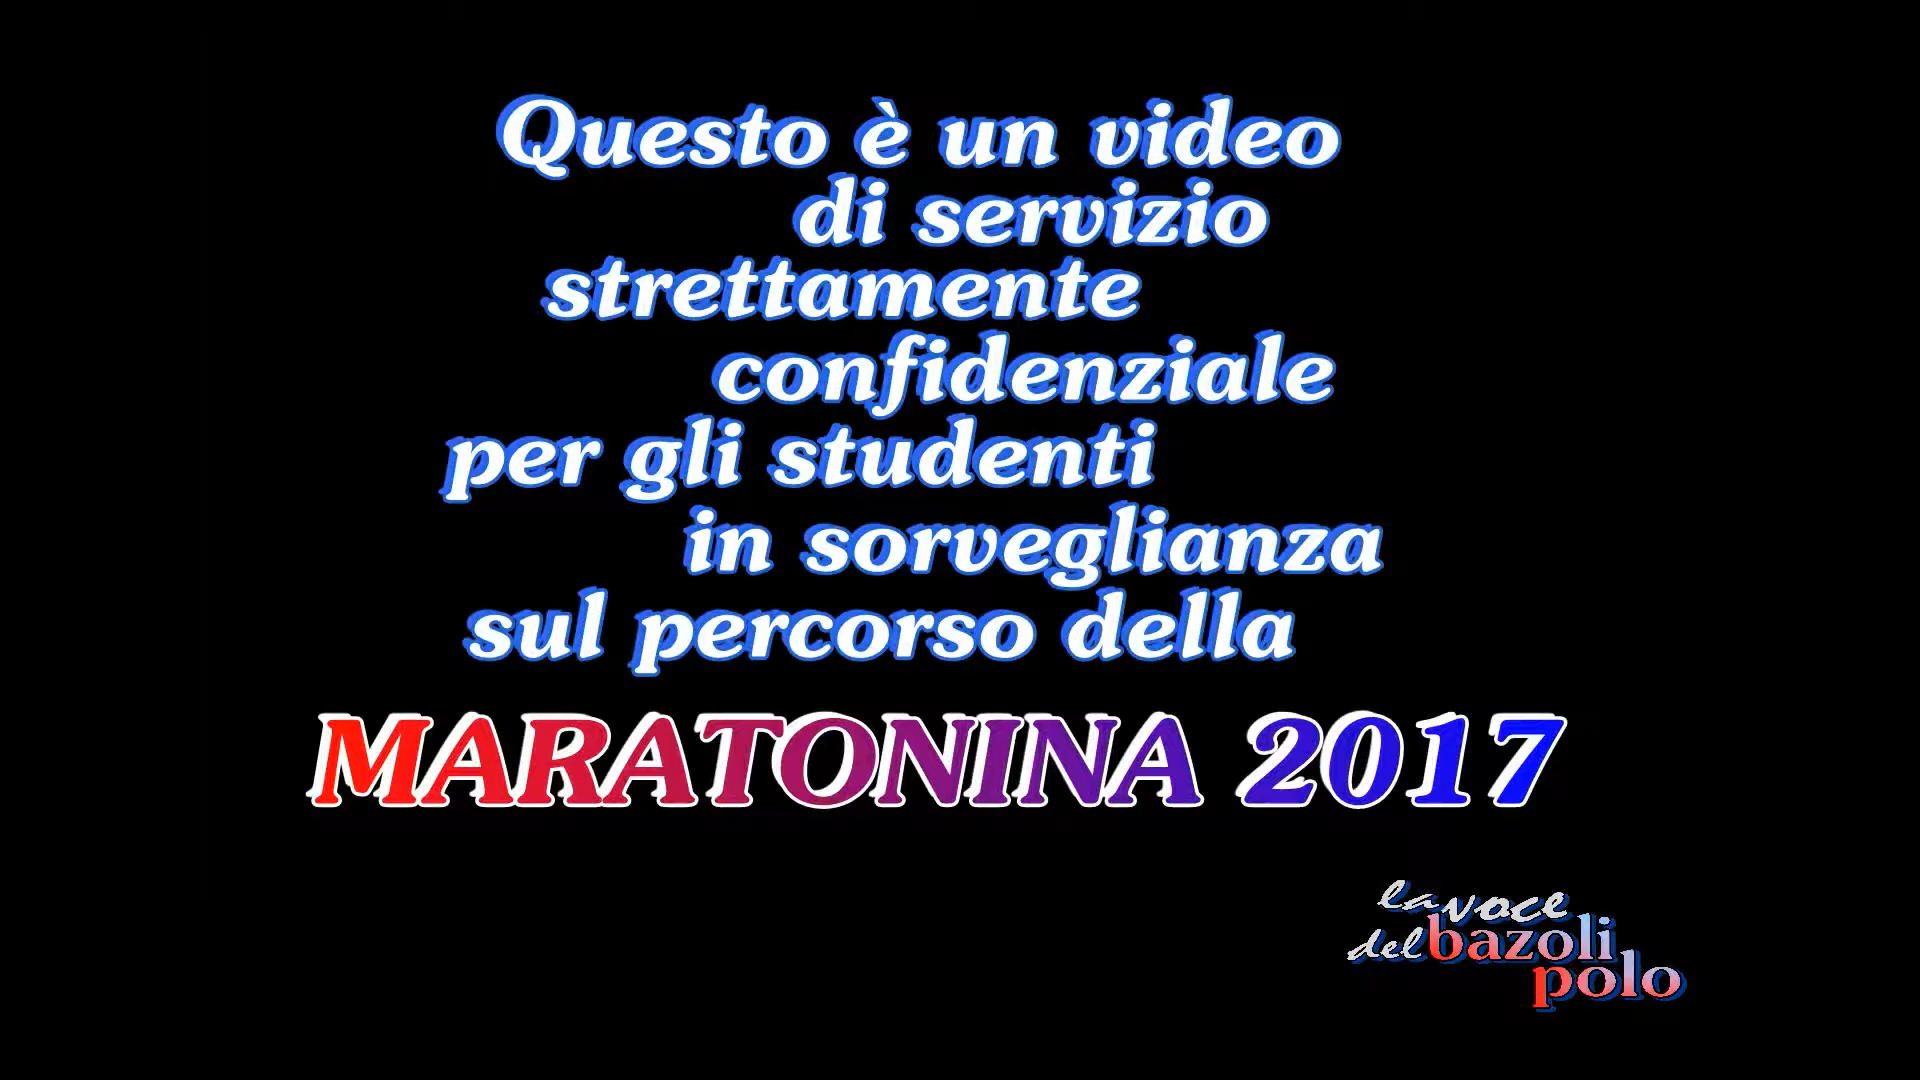 Questo è un video
di servizio
strettamente
confidenziale
per gli studenti
in sorveglianza
sul percorso della
MARATONINA 2017
la voce
del bazoli
polo